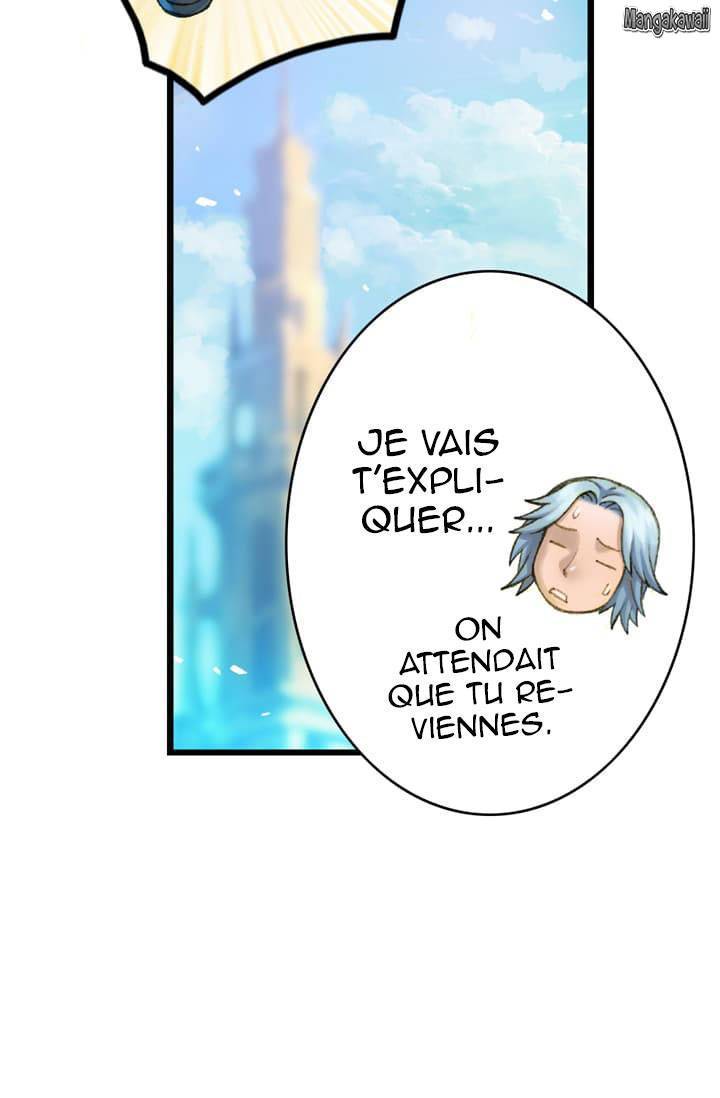 Mangakawaii
JE VAIS
T'EXPLI-
QUER...
ON
ATTENDAIT
QUE TU RE-
VIENNES.